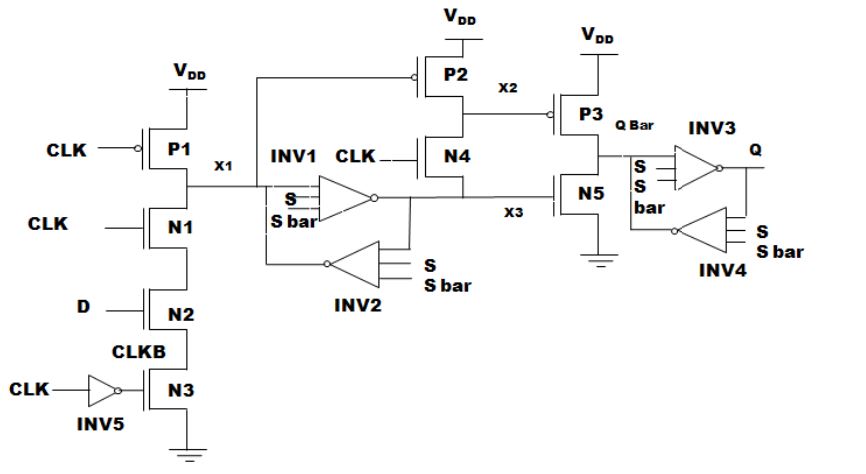 VDD
VDD
VDD
P2
X2
P3
CLK
P1
Q Bar
INV3
X1
INV1
CLK
N4
Q
S
S
S
bar
S bar
CLK
N1
X3
N5
S
S bar
S
S bar
INV4
INV2
D
N2
CLKB
CLK
N3
INV5